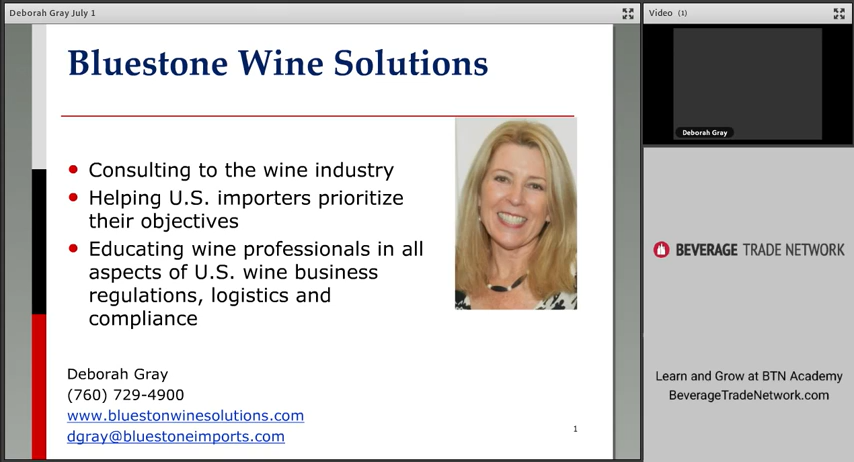 Deborah Gray July 1
Bluestone Wine Solutions
Consulting to the wine industry
Helping U.S. importers prioritize
their objectives
Educating wine professionals in all
aspects of U.S. wine business
regulations, logistics and
compliance
Deborah Gray
(760) 729-4900
www.bluestonwinesolutions.com
dgray@bluestoneimports.com
1
Video (1)
Deborah Gray
BEVERAGE TRADE NETWORK
Learn and Grow at BTN Academy
BeverageTradeNetwork.com